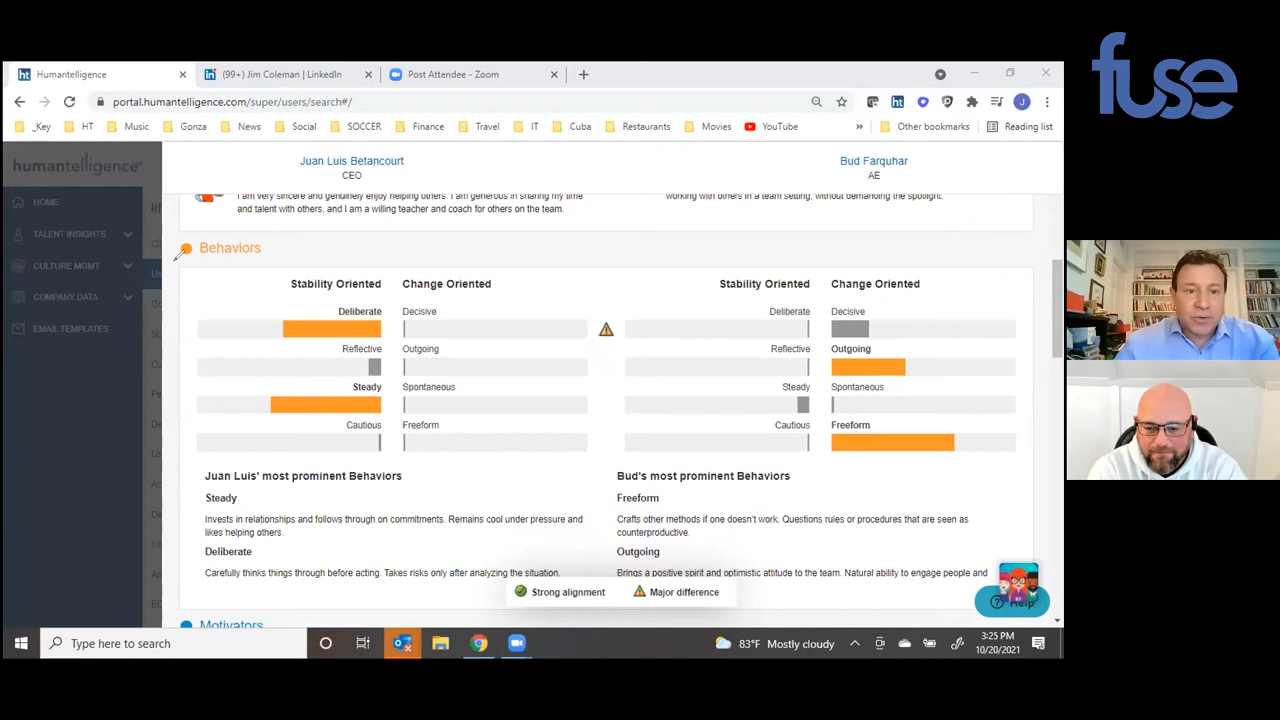 fuse
Humantelligence
(99+) Jim Coleman | LinkedIn
Post Attendee - Zoom
portal.humantelligence.com/super/users/search#/
_Key HT Music Gonza News Social SOCCER Finance Travel IT Cuba Restaurants Movies YouTube » Other bookmarks Reading list
humantelligence
HOME
TALENT INSIGHTS
CULTURE MGMT
COMPANY DATA
EMAIL TEMPLATES
Juan Luis Betancourt
CEO
Bud Farquhar
AE
I am very sincere and genuinely enjoy helping others. I am generous in sharing my time
and talent with others, and I am a willing teacher and coach for others on the team.
working with others in a team setting, without demanding the spotlight.
Behaviors
Stability Oriented Change Oriented
Deliberate Decisive
Reflective Outgoing
Steady Spontaneous
Cautious Freeform
Stability Oriented Change Oriented
Deliberate Decisive
Reflective Outgoing
Steady Spontaneous
Cautious Freeform
Juan Luis' most prominent Behaviors
Steady
Invests in relationships and follows through on commitments. Remains cool under pressure and
likes helping others.
Deliberate
Carefully thinks things through before acting. Takes risks only after analyzing the situation.
Bud's most prominent Behaviors
Freeform
Crafts other methods if one doesn't work. Questions rules or procedures that are seen as
counterproductive.
Outgoing
Brings a positive spirit and optimistic attitude to the team. Natural ability to engage people and
Strong alignment Major difference
Help
Motivators
Type here to search
83°F Mostly cloudy
3:25 PM
10/20/2021